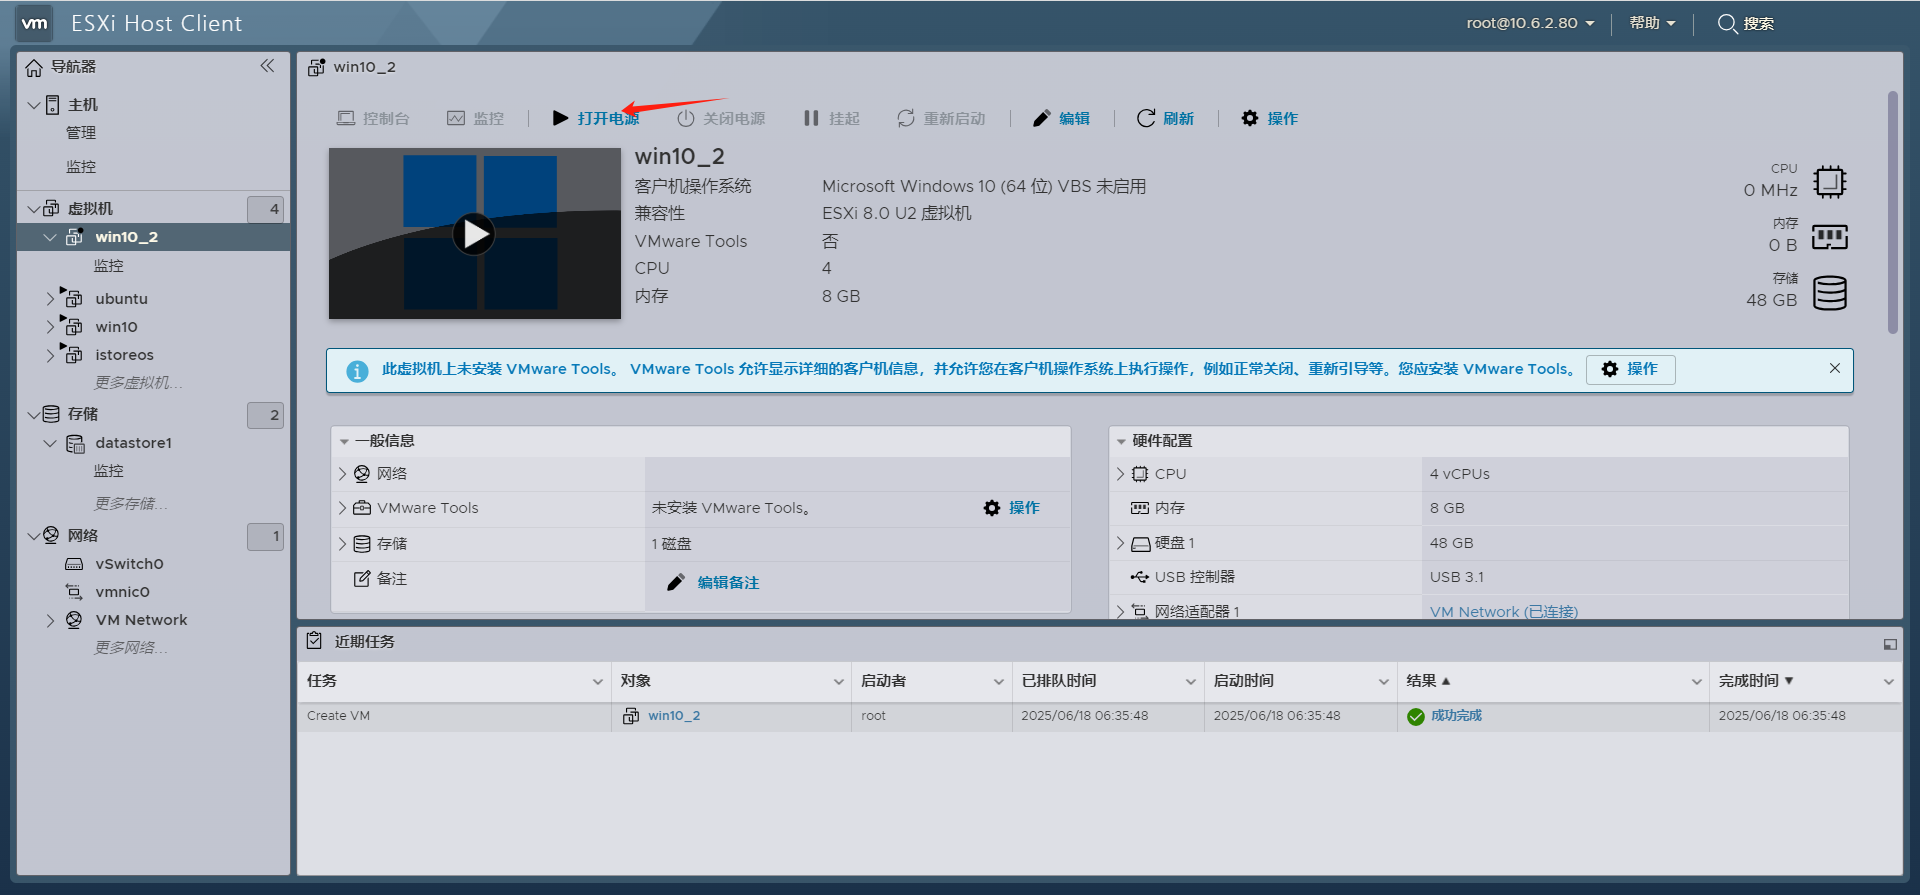 vm ESXi Host Client
root@10.6.2.80 帮助 搜索
导航器
主机
管理
监控
虚拟机 4
win10_2
监控
ubuntu
win10
istoreos
更多虚拟机...
存储 2
datastore1
监控
更多存储...
网络 1
vSwitch0
vmnic0
VM Network
更多网络...
win10_2
控制台 监控 打开电源 关闭电源 挂起 重新启动 编辑 刷新 操作
win10_2
客户机操作系统 Microsoft Windows 10 (64 位) VBS 未启用
兼容性 ESXi 8.0 U2 虚拟机
VMware Tools 否
CPU 4
内存 8 GB
CPU
0 MHz
内存
0 B
存储
48 GB
此虚拟机上未安装 VMware Tools。 VMware Tools 允许显示详细的客户机信息，并允许您在客户机操作系统上执行操作，例如正常关闭、重新引导等。您应安装 VMware Tools。 操作
一般信息
网络
VMware Tools 未安装 VMware Tools。 操作
存储 1 磁盘
备注 编辑备注
硬件配置
CPU 4 vCPUs
内存 8 GB
硬盘 1 48 GB
USB 控制器 USB 3.1
网络适配器 1 VM Network (已连接)
近期任务
任务 对象 启动者 已排队时间 启动时间 结果 完成时间
Create VM win10_2 root 2025/06/18 06:35:48 2025/06/18 06:35:48 成功完成 2025/06/18 06:35:48